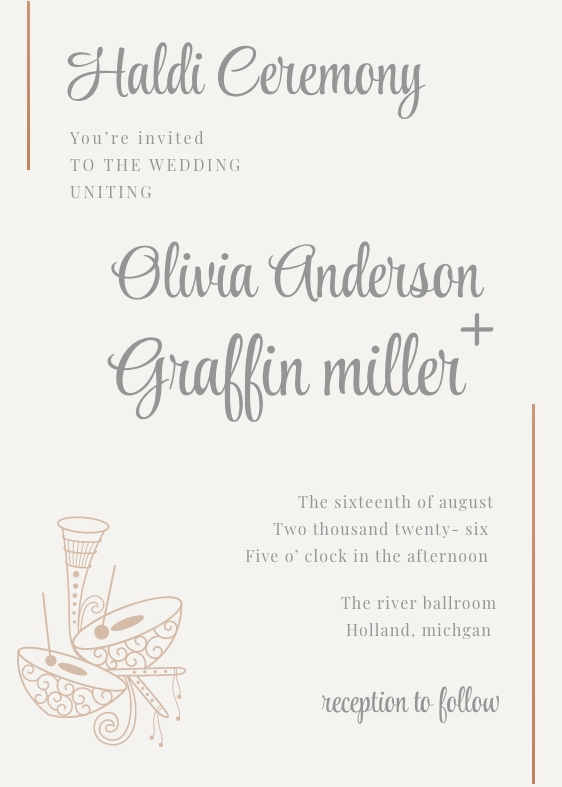 Haldi Ceremony
You're invited
TO THE WEDDING
UNITING
Olivia Anderson
+
Graffin miller
The sixteenth of august
Two thousand twenty- six
Five o' clock in the afternoon
The river ballroom
Holland, michgan
reception to follow